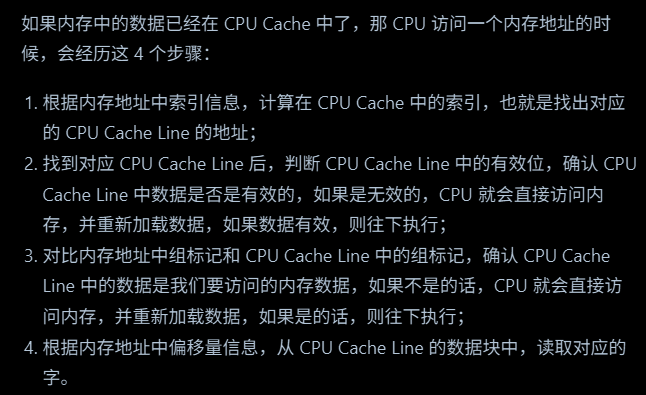 如果内存中的数据已经在 CPU Cache 中了，那 CPU 访问一个内存地址的时
候，会经历这 4 个步骤：
1. 根据内存地址中索引信息，计算在 CPU Cache 中的索引，也就是找出对应
的 CPU Cache Line 的地址；
2. 找到对应 CPU Cache Line 后，判断 CPU Cache Line 中的有效位，确认 CPU
Cache Line 中数据是否是有效的，如果是无效的，CPU 就会直接访问内
存，并重新加载数据，如果数据有效，则往下执行；
3. 对比内存地址中组标记和 CPU Cache Line 中的组标记，确认 CPU Cache
Line 中的数据是我们要访问的内存数据，如果不是的话，CPU 就会直接访
问内存，并重新加载数据，如果是的话，则往下执行；
4. 根据内存地址中偏移量信息，从 CPU Cache Line 的数据块中，读取对应的
字。